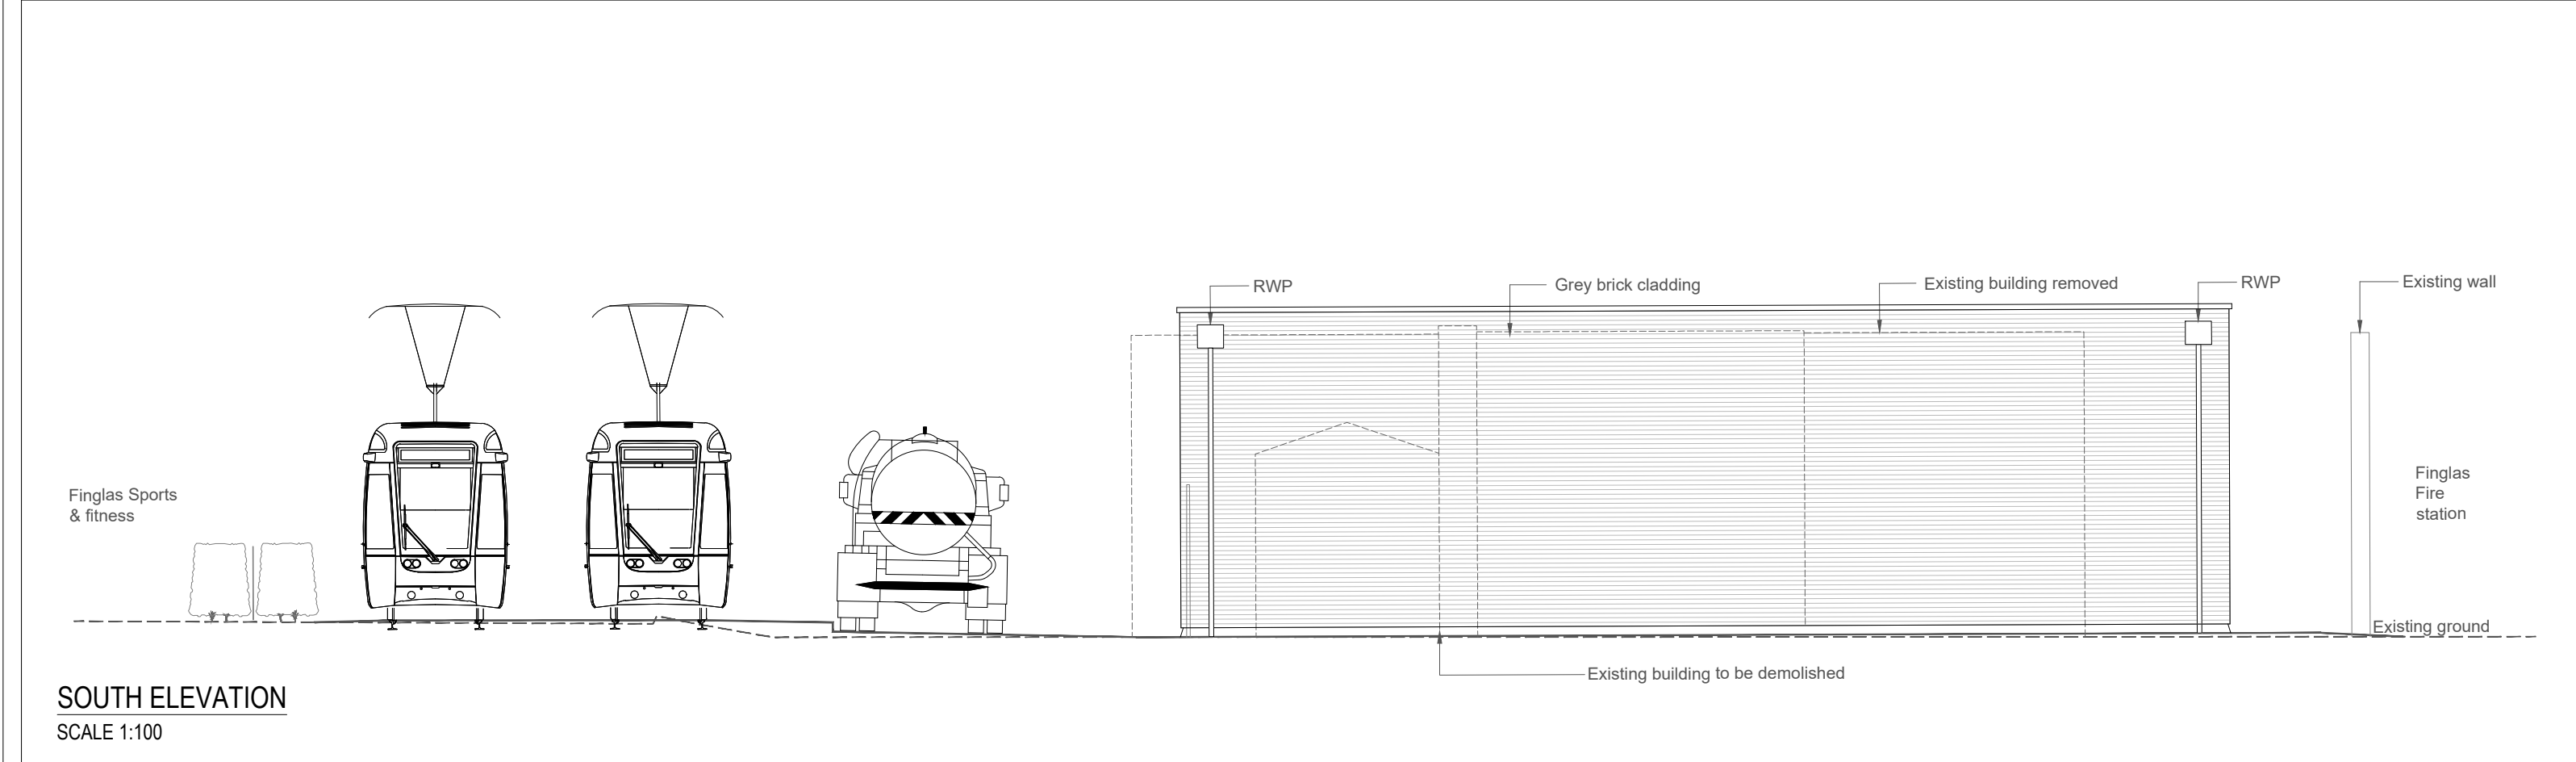 RWP
Grey brick cladding
Existing building removed
RWP
Existing wall
Finglas Sports
& fitness
Finglas
Fire
station
Existing ground
Existing building to be demolished
SOUTH ELEVATION
SCALE 1:100